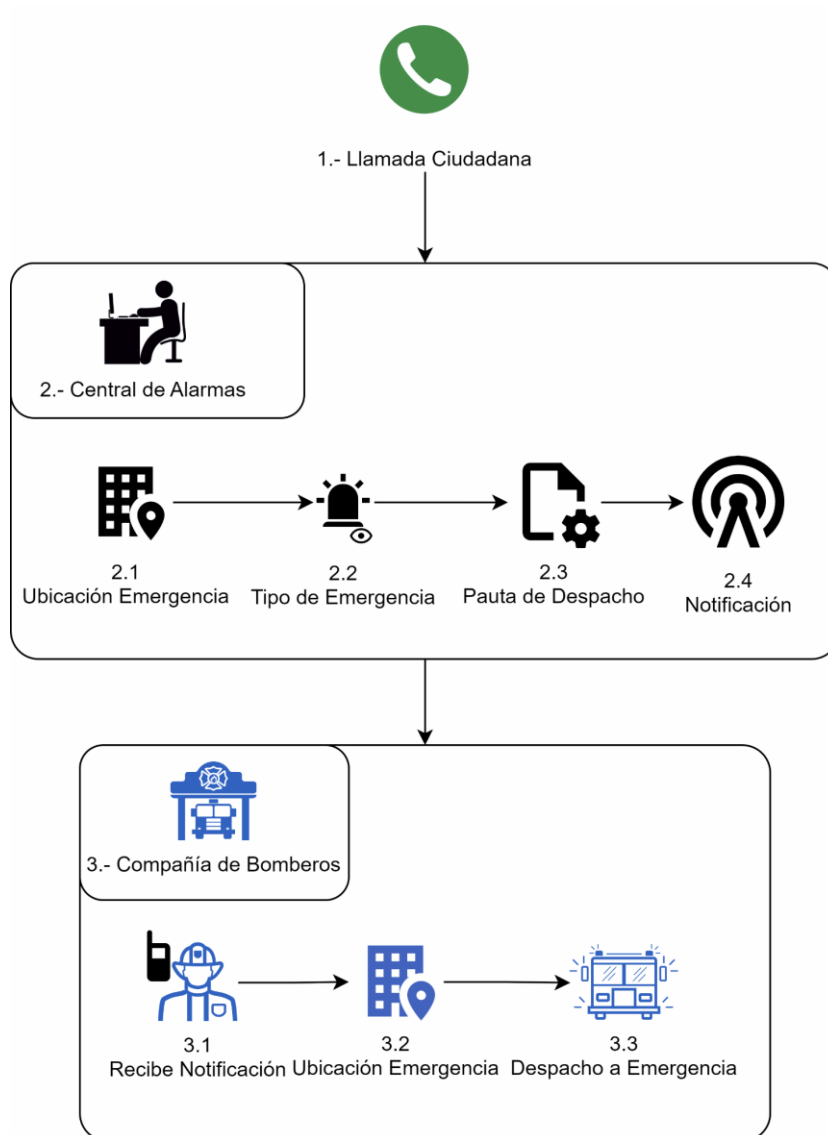 1.- Llamada Ciudadana
2.- Central de Alarmas
2.1
Ubicación Emergencia
2.2
Tipo de Emergencia
2.3
Pauta de Despacho
2.4
Notificación
3.- Compañía de Bomberos
3.1
Recibe Notificación
3.2
Ubicación Emergencia
3.3
Despacho a Emergencia